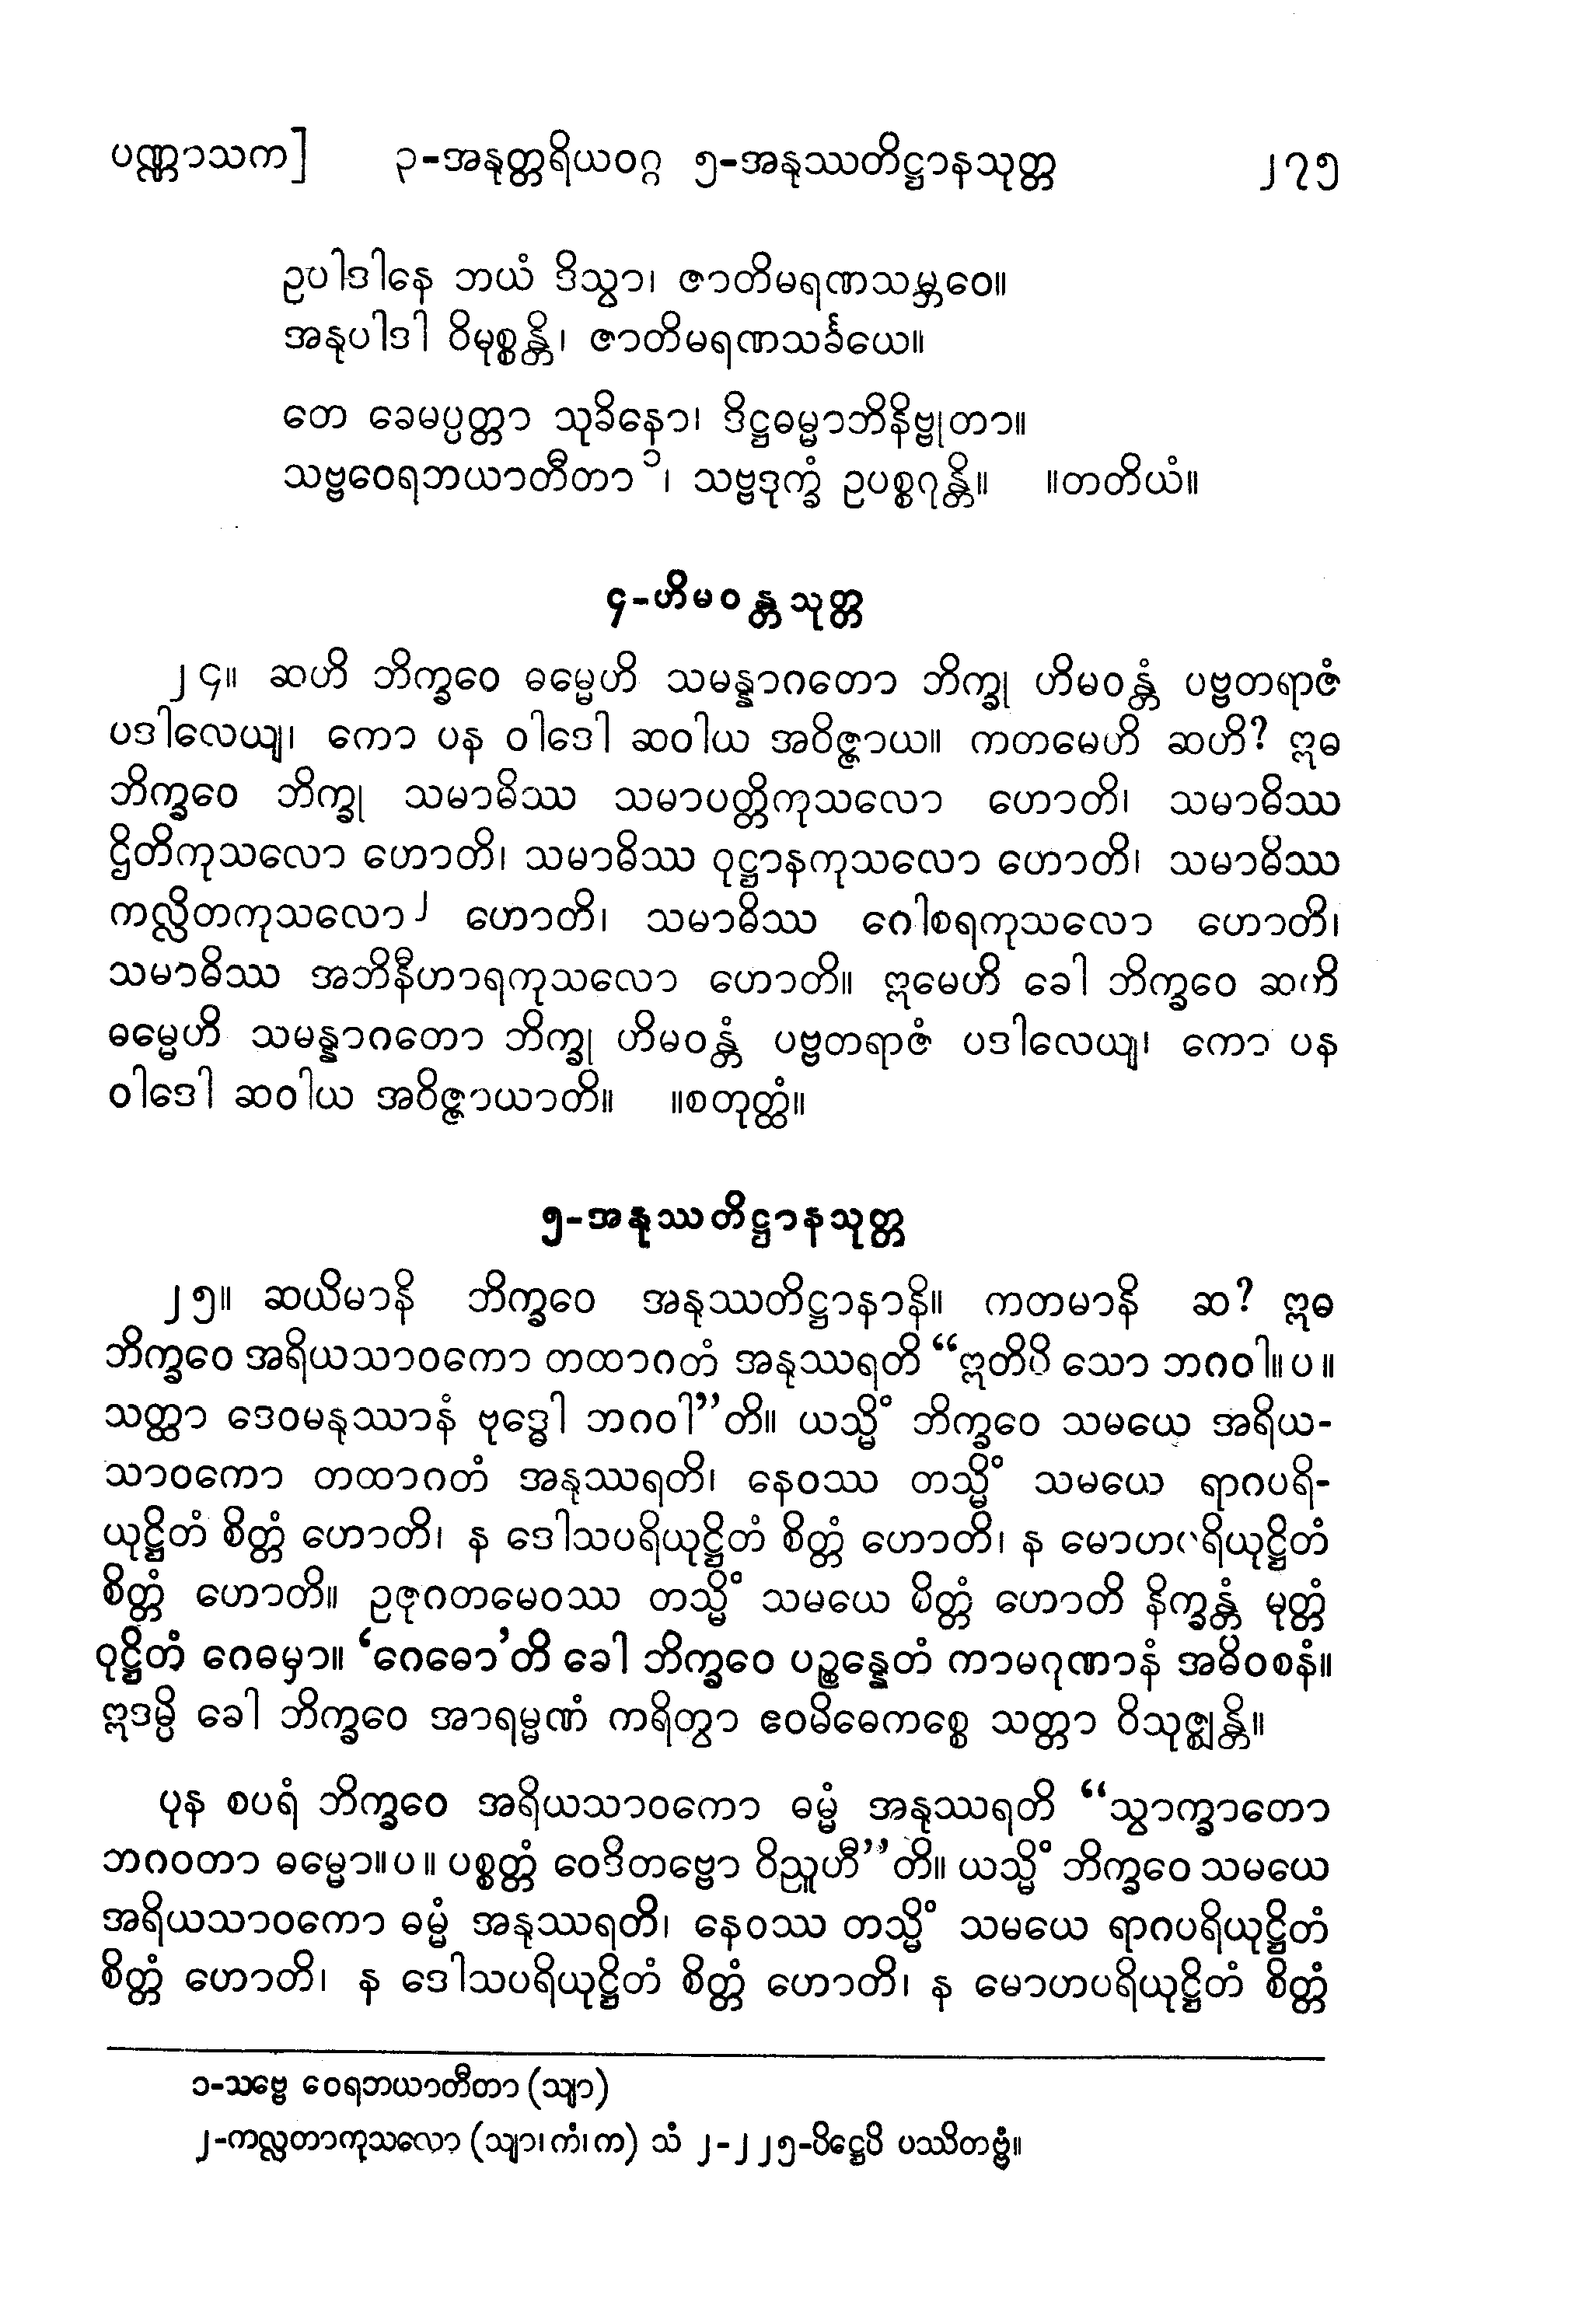 ပဏ္ဏာသက] ၃-အနုတ္တရိယဝဂ္ဂ ၅-အနုဿတိဋ္ဌာနသုတ္တ ၂၇၅
ဥပါဒါနေ ဘယံ ဒိသွာ၊ ဇာတိမရဏသမ္ဘဝေ။
အနုပါဒါ ဝိမုစ္စန္တိ၊ ဇာတိမရဏသင်္ခယေ။
တေ ခေမပ္ပတ္တာ သုခိနော၊ ဒိဋ္ဌဓမ္မာဘိနိဗ္ဗုတာ။
သဗ္ဗဝေရဘယာတီတာ ၁၊ သဗ္ဗဒုက္ခံ ဥပစ္စဂုန္တိ။ ။တတိယံ။
၄-ဟိမဝန္တသုတ္တ
၂၄။ ဆဟိ ဘိက္ခဝေ ဓမ္မေဟိ သမန္နာဂတော ဘိက္ခု ဟိမဝန္တံ ပဗ္ဗတရာဇံ
ပဒါလေယျ၊ ကော ပန ဝါဒေါ ဆဝါယ အဝိဇ္ဇာယ။ ကတမေဟိ ဆဟိ? ဣဓ
ဘိက္ခဝေ ဘိက္ခု သမာဓိဿ သမာပတ္တိကုသလော ဟောတိ၊ သမာဓိဿ
ဌိတိကုသလော ဟောတိ၊ သမာဓိဿ ဝုဋ္ဌာနကုသလော ဟောတိ၊ သမာဓိဿ
ကလ္လိတကုသလော၂ ဟောတိ၊ သမာဓိဿ ဂေါစရကုသလော ဟောတိ၊
သမာဓိဿ အဘိနီဟာရကုသလော ဟောတိ။ ဣမေဟိ ခေါ ဘိက္ခဝေ ဆဟိ
ဓမ္မေဟိ သမန္နာဂတော ဘိက္ခု ဟိမဝန္တံ ပဗ္ဗတရာဇံ ပဒါလေယျ၊ ကော ပန
ဝါဒေါ ဆဝါယ အဝိဇ္ဇာယာတိ။ ။စတုတ္ထံ။
၅-အနုဿတိဋ္ဌာနသုတ္တ
၂၅။ ဆယိမာနိ ဘိက္ခဝေ အနုဿတိဋ္ဌာနာနိ။ ကတမာနိ ဆ? ဣဓ
ဘိက္ခဝေ အရိယသာဝကော တထာဂတံ အနုဿရတိ “ဣတိပိ သော ဘဂဝါ။ပ။
သတ္ထာ ဒေဝမနုဿာနံ ဗုဒ္ဓေါ ဘဂဝါ”တိ။ ယသ္မိံ ဘိက္ခဝေ သမယေ အရိယ-
သာဝကော တထာဂတံ အနုဿရတိ၊ နေဝဿ တသ္မိံ သမယေ ရာဂပရိ-
ယုဋ္ဌိတံ စိတ္တံ ဟောတိ၊ န ဒေါသပရိယုဋ္ဌိတံ စိတ္တံ ဟောတိ၊ န မောဟပရိယုဋ္ဌိတံ
စိတ္တံ ဟောတိ။ ဥဇုဂတမေဝဿ တသ္မိံ သမယေ စိတ္တံ ဟောတိ နိက္ခန္တံ မုတ္တံ
ဝုဋ္ဌိတံ ဂေဓမှာ။ ‘ဂေဓော’တိ ခေါ ဘိက္ခဝေ ပဉ္စန္နေတံ ကာမဂုဏာနံ အဓိဝစနံ။
ဣဒမ္ပိ ခေါ ဘိက္ခဝေ အာရမ္မဏံ ကရိတွာ ဧဝမိဓေကစ္စေ သတ္တာ ဝိသုဇ္ဈန္တိ။
ပုန စပရံ ဘိက္ခဝေ အရိယသာဝကော ဓမ္မံ အနုဿရတိ “သွာက္ခာတော
ဘဂဝတာ ဓမ္မော။ပ။ ပစ္စတ္တံ ဝေဒိတဗ္ဗော ဝိညူဟီ”တိ။ ယသ္မိံ ဘိက္ခဝေ သမယေ
အရိယသာဝကော ဓမ္မံ အနုဿရတိ၊ နေဝဿ တသ္မိံ သမယေ ရာဂပရိယုဋ္ဌိတံ
စိတ္တံ ဟောတိ၊ န ဒေါသပရိယုဋ္ဌိတံ စိတ္တံ ဟောတိ၊ န မောဟပရိယုဋ္ဌိတံ စိတ္တံ
၁-သဗ္ဗေ ဝေရဘယာတီတာ (သျာ)
၂-ကလ္လတာကုသလော (သျာ၊ကံ၊က) သံ ၂-၂၂၅-ပိဋ္ဌေပိ ပဿိတဗ္ဗံ။